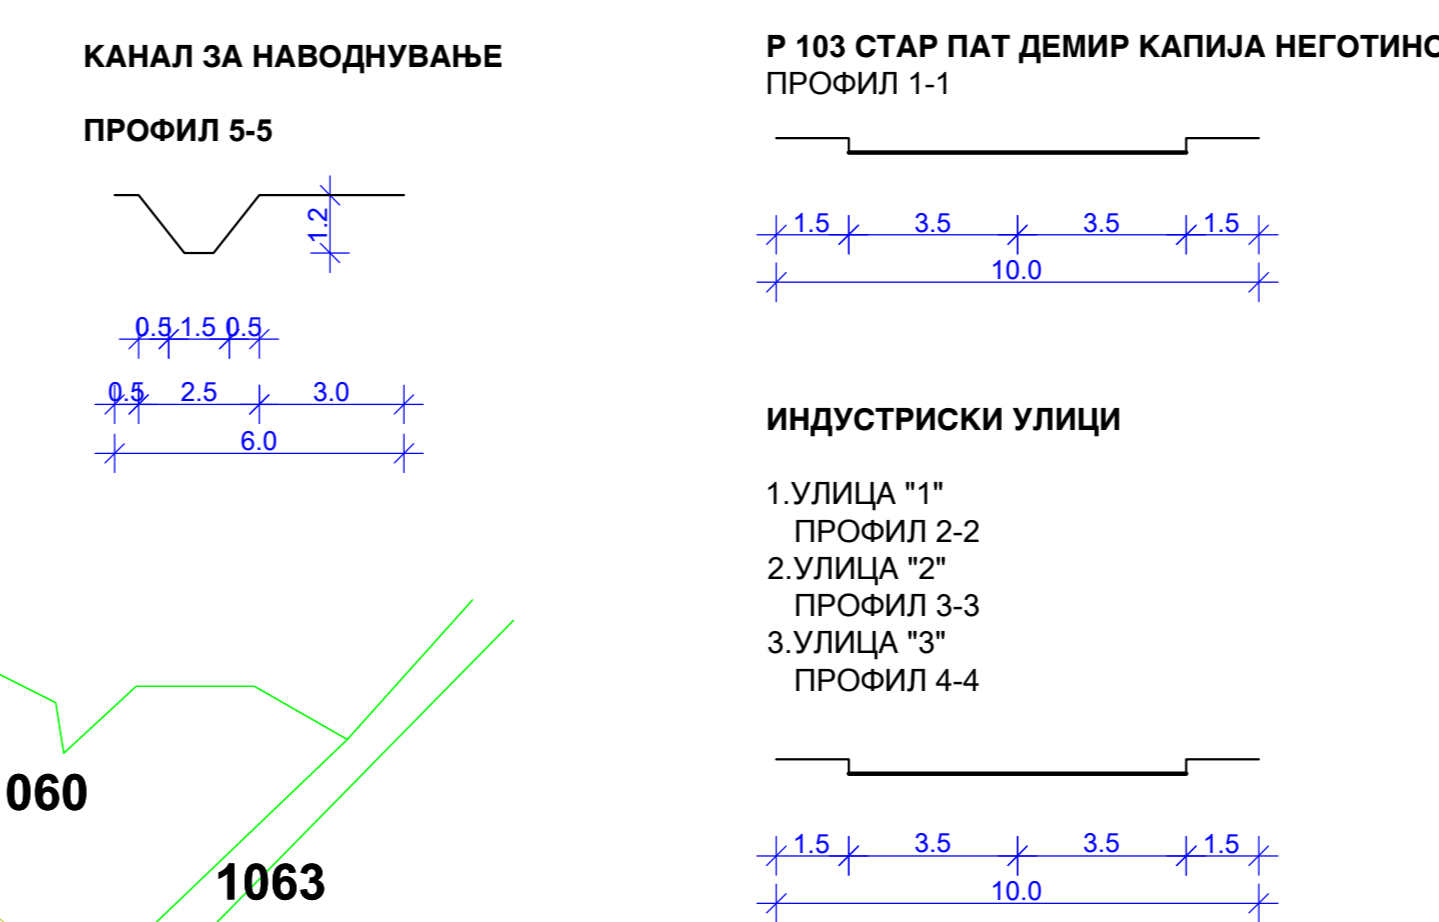 КАНАЛ ЗА НАВОДНУВАЊЕ
ПРОФИЛ 5-5
1.2
0.5 1.5 0.5
0.5 2.5 3.0
6.0
060
1063
Р 103 СТАР ПАТ ДЕМИР КАПИЈА НЕГОТИНО
ПРОФИЛ 1-1
1.5 3.5 3.5 1.5
10.0
ИНДУСТРИСКИ УЛИЦИ
1.УЛИЦА "1"
ПРОФИЛ 2-2
2.УЛИЦА "2"
ПРОФИЛ 3-3
3.УЛИЦА "3"
ПРОФИЛ 4-4
1.5 3.5 3.5 1.5
10.0